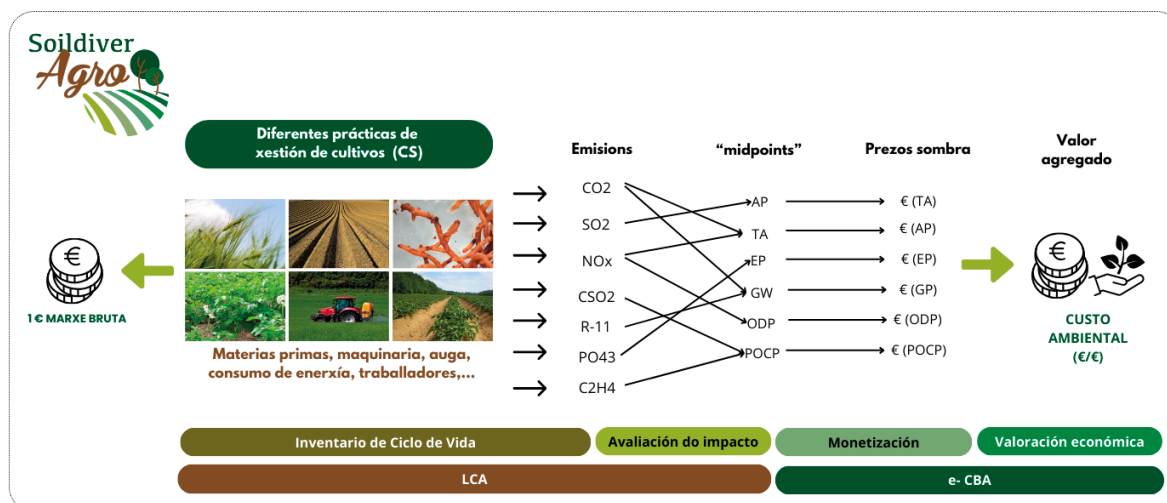 Soildiver
Agro
Diferentes prácticas de
xestión de cultivos (CS)
Emisions
“midpoints”
Prezos sombra
Valor
agregado
CO2
SO2
NOx
CSO2
R-11
PO43
C2H4
AP
TA
EP
GW
ODP
POCP
€ (TA)
€ (AP)
€ (EP)
€ (GP)
€ (ODP)
€ (POCP)
€
1 € MARXE BRUTA
Materias primas, maquinaria, auga,
consumo de enerxía, traballadores,...
€
CUSTO
AMBIENTAL
(€/€)
Inventario de Ciclo de Vida
Avaliación do impacto
Monetización
Valoración económica
LCA
e- CBA